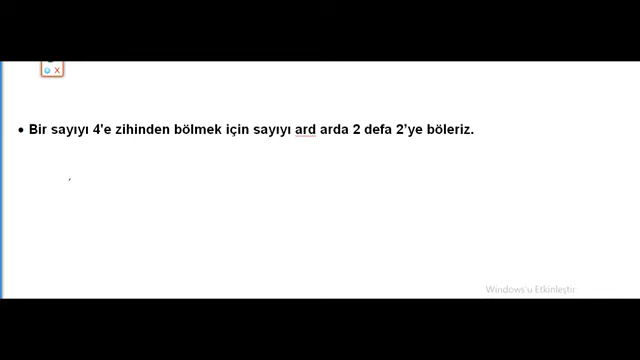 • Bir sayıyı 4'e zihinden bölmek için sayıyı ard arda 2 defa 2'ye böleriz.
Windows'u Etkinleştir